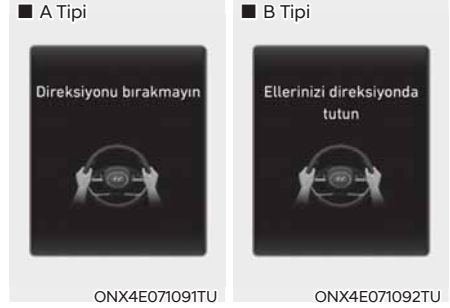 ■ A Tipi
Direksiyonu bırakmayın
ONX4E071091TU
■ B Tipi
Ellerinizi direksiyonda
tutun
ONX4E071092TU